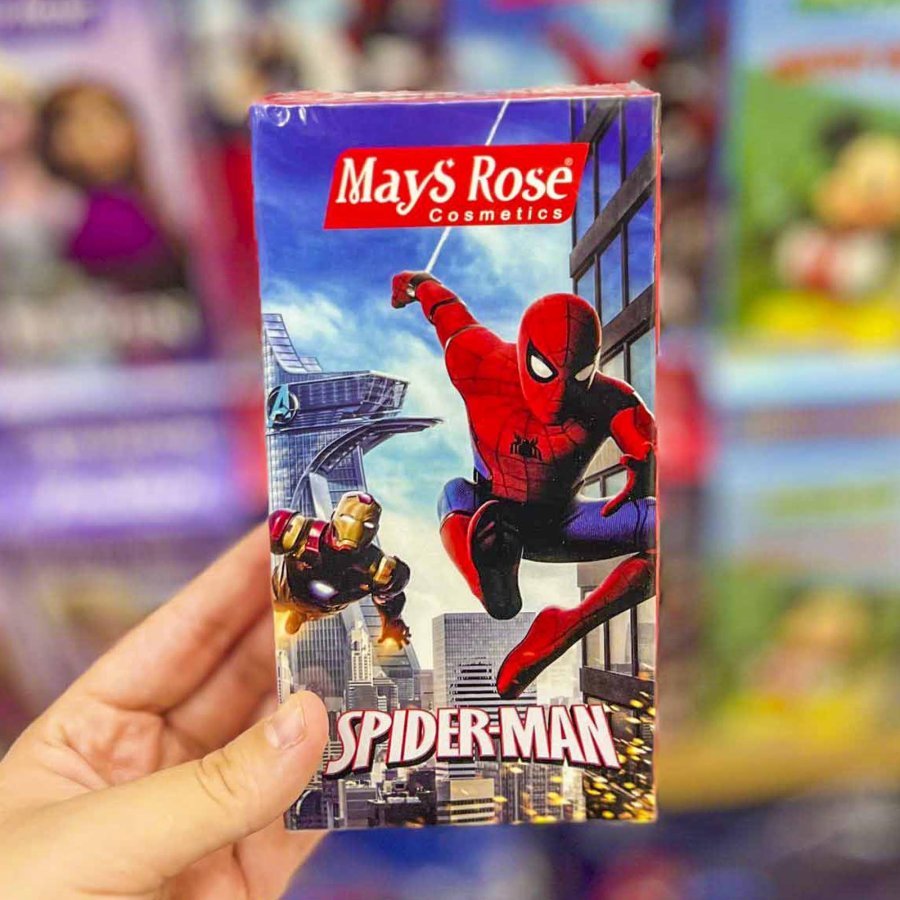 MayS Rose®
Cosmetics
SPIDER-MAN